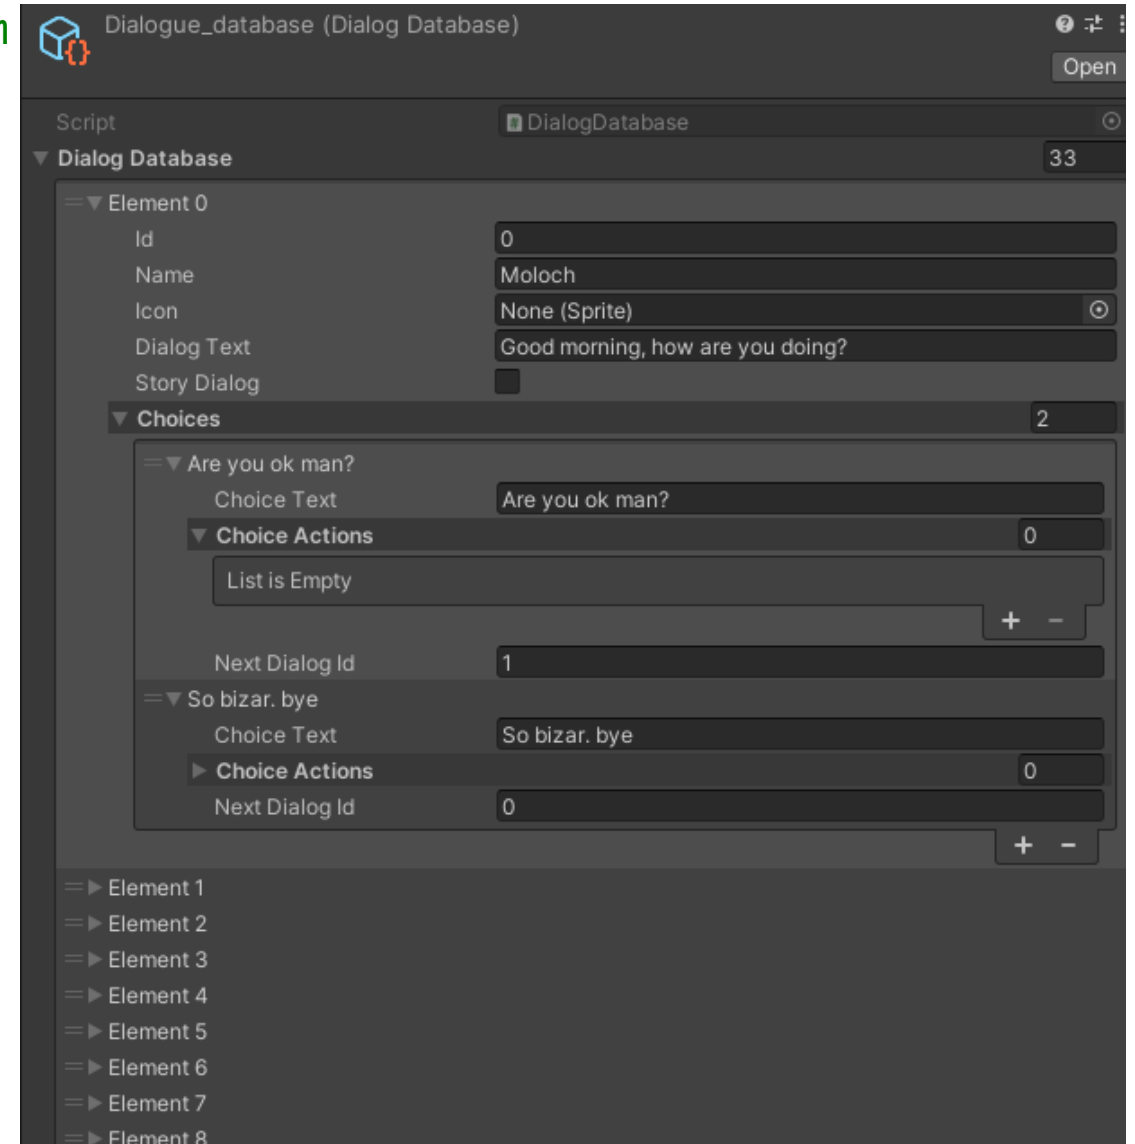 Dialogue_database (Dialog Database)
Open
Script DialogDatabase
Dialog Database 33
Element 0
Id 0
Name Moloch
Icon None (Sprite)
Dialog Text Good morning, how are you doing?
Story Dialog
Choices 2
Are you ok man?
Choice Text Are you ok man?
Choice Actions 0
List is Empty
+ −
Next Dialog Id 1
So bizar. bye
Choice Text So bizar. bye
Choice Actions 0
Next Dialog Id 0
+ −
Element 1
Element 2
Element 3
Element 4
Element 5
Element 6
Element 7
Element 8